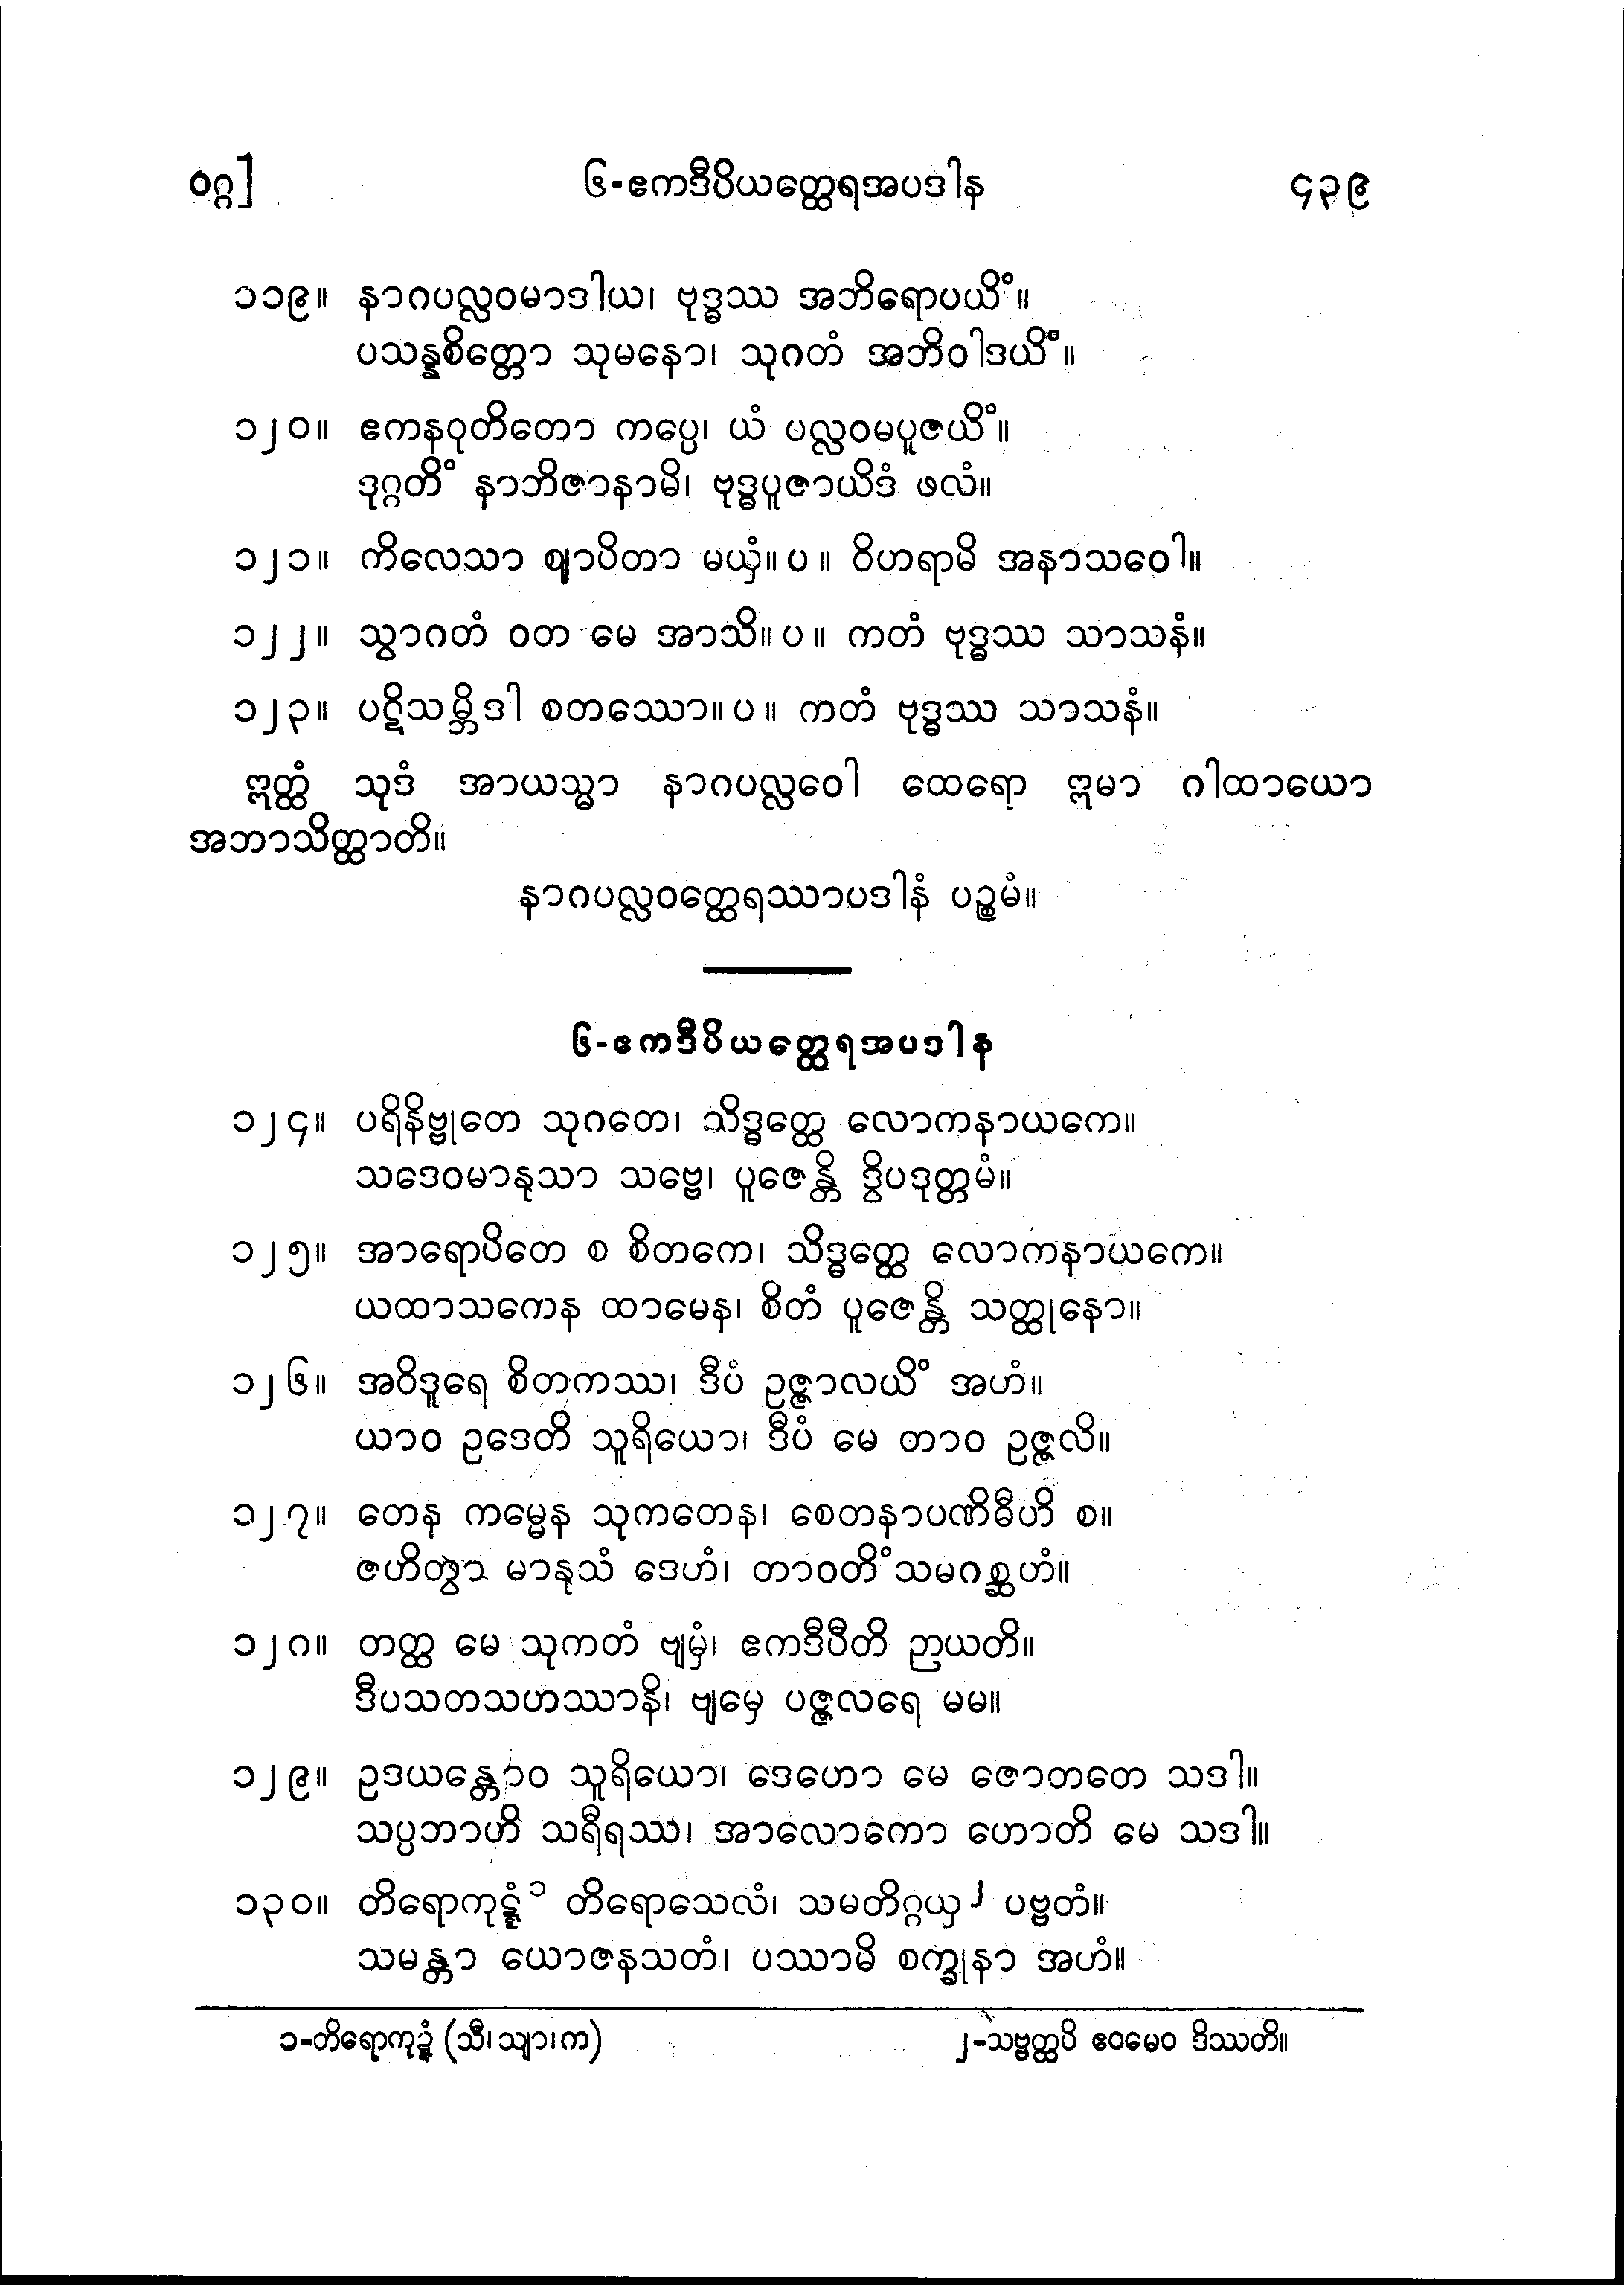 ဝဂ္ဂ] ၆-ဧကဒီပိယတ္ထေရအပဒါန ၄၃၉
၁၁၉။ နာဂပလ္လဝမာဒါယ၊ ဗုဒ္ဓဿ အဘိရောပယိံ။
ပသန္နစိတ္တော သုမနော၊ သုဂတံ အဘိဝါဒယိံ။
၁၂၀။ ဧကနဝုတိတော ကပ္ပေ၊ ယံ ပလ္လဝမပူဇယိံ။
ဒုဂ္ဂတိံ နာဘိဇာနာမိ၊ ဗုဒ္ဓပူဇာယိဒံ ဖလံ။
၁၂၁။ ကိလေသာ ဈာပိတာ မယှံ။ ပ ။ ဝိဟရာမိ အနာသဝေါ။
၁၂၂။ သွာဂတံ ဝတ မေ အာသိ။ ပ ။ ကတံ ဗုဒ္ဓဿ သာသနံ။
၁၂၃။ ပဋိသမ္ဘိဒါ စတဿော။ ပ ။ ကတံ ဗုဒ္ဓဿ သာသနံ။
ဣတ္ထံ သုဒံ အာယသ္မာ နာဂပလ္လဝေါ ထေရော ဣမာ ဂါထာယော
အဘာသိတ္ထာတိ။
နာဂပလ္လဝတ္ထေရဿာပဒါနံ ပဉ္စမံ။
၆-ဧကဒီပိယတ္ထေရအပဒါန
၁၂၄။ ပရိနိဗ္ဗုတေ သုဂတေ၊ သိဒ္ဓတ္ထေ လောကနာယကေ။
သဒေဝမာနုသာ သဗ္ဗေ၊ ပူဇေန္တိ ဒွိပဒုတ္တမံ။
၁၂၅။ အာရောပိတေ စ စိတကေ၊ သိဒ္ဓတ္ထေ လောကနာယကေ။
ယထာသကေန ထာမေန၊ စိတံ ပူဇေန္တိ သတ္ထုနော။
၁၂၆။ အဝိဒူရေ စိတကဿ၊ ဒီပံ ဥဇ္ဇာလယိံ အဟံ။
ယာဝ ဥဒေတိ သူရိယော၊ ဒီပံ မေ တာဝ ဥဇ္ဇလိ။
၁၂၇။ တေန ကမ္မေန သုကတေန၊ စေတနာပဏိဓီဟိ စ။
ဇဟိတွာ မာနုသံ ဒေဟံ၊ တာဝတိံသမဂစ္ဆဟံ။
၁၂၈။ တတ္ထ မေ သုကတံ ဗျမှံ၊ ဧကဒီပီတိ ဉာယတိ။
ဒီပသတသဟဿာနိ၊ ဗျမှေ ပဇ္ဇလရေ မမ။
၁၂၉။ ဥဒယန္တောဝ သူရိယော၊ ဒေဟော မေ ဇောတတေ သဒါ။
သပ္ပဘာဟိ သရီရဿ၊ အာလောကော ဟောတိ မေ သဒါ။
၁၃၀။ တိရောကုဋ္ဋံ၁ တိရောသေလံ၊ သမတိဂ္ဂယှ၂ ပဗ္ဗတံ။
သမန္တာ ယောဇနသတံ၊ ပဿာမိ စက္ခုနာ အဟံ။
၁-တိရောကုဍ္ဍံ (သီ၊ သျာ၊ က) ၂-သဗ္ဗတ္ထပိ ဧဝမေဝ ဒိဿတိ။